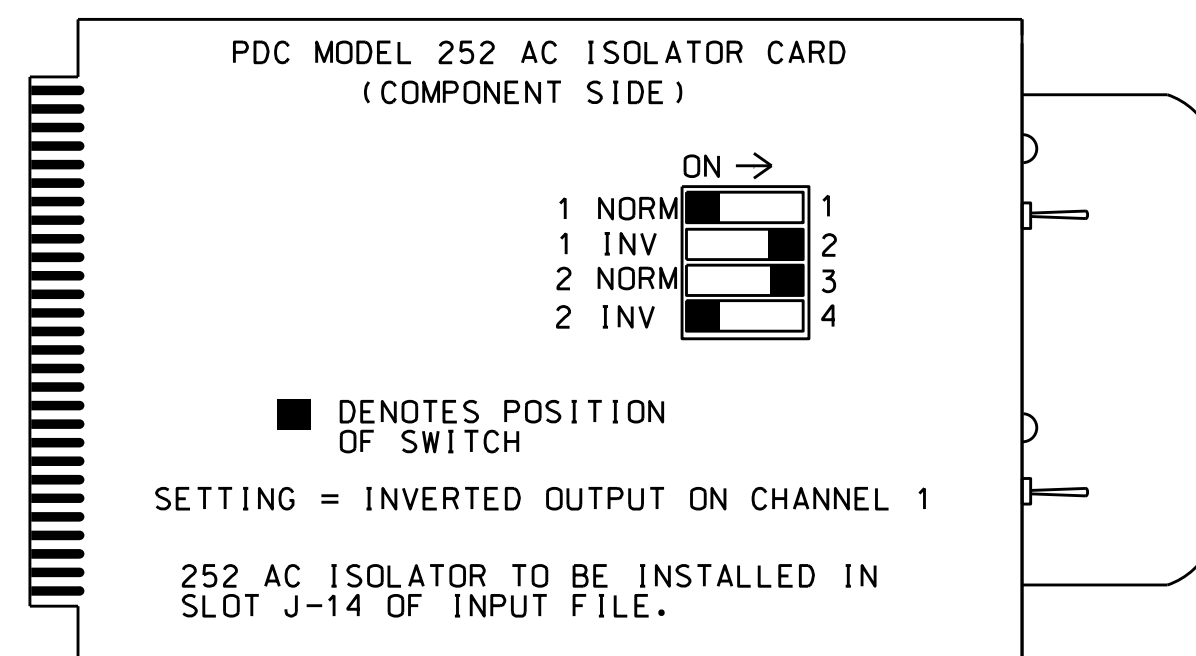 PDC MODEL 252 AC ISOLATOR CARD
(COMPONENT SIDE)
ON →
1 NORM 1
1 INV 2
2 NORM 3
2 INV 4
DENOTES POSITION
OF SWITCH
SETTING = INVERTED OUTPUT ON CHANNEL 1
252 AC ISOLATOR TO BE INSTALLED IN
SLOT J-14 OF INPUT FILE.